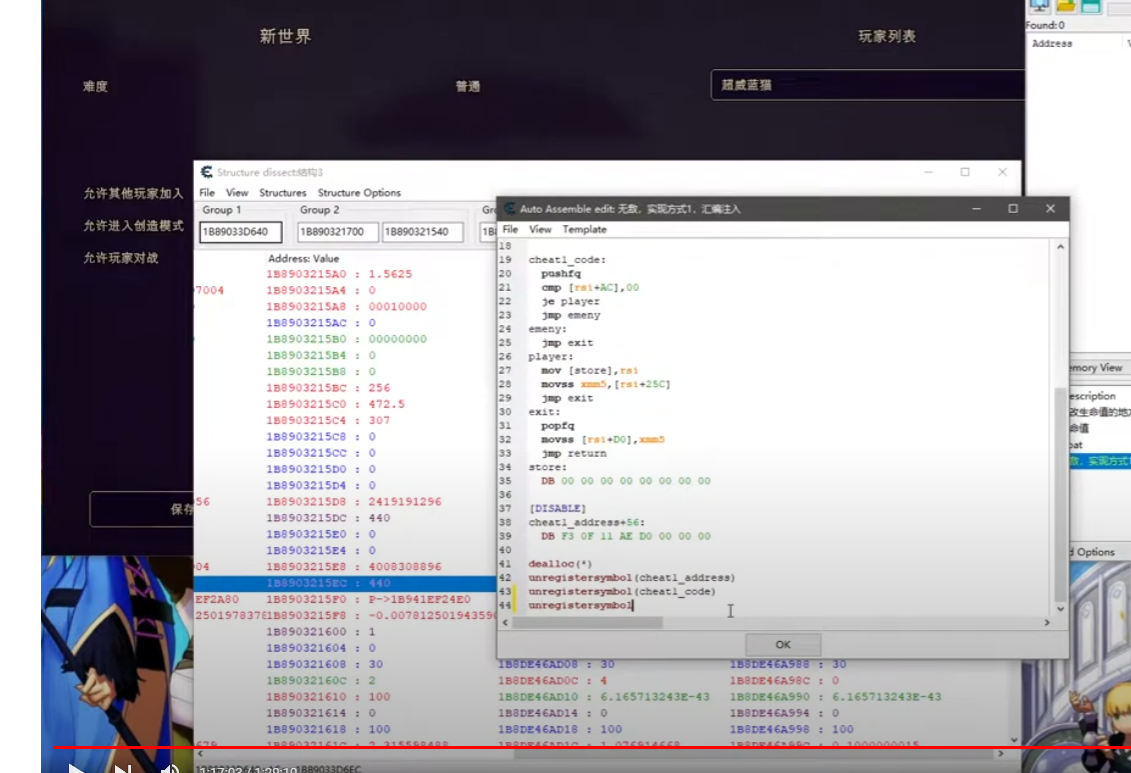 新世界
玩家列表
难度
普通
超威蓝猫
允许其他玩家加入
允许进入创造模式
允许玩家对战
Found:0
Address
Structure dissect:结构3
File View Structures Structure Options
Group 1 Group 2
1B89033D640 1B890321700 1B890321540
Address: Value
1B8903215A0 : 1.5625
7004 1B8903215A4 : 0
1B8903215A8 : 00010000
1B8903215AC : 0
1B8903215B0 : 00000000
1B8903215B4 : 0
1B8903215B8 : 0
1B8903215BC : 256
1B8903215C0 : 472.5
1B8903215C4 : 307
1B8903215C8 : 0
1B8903215CC : 0
1B8903215D0 : 0
1B8903215D4 : 0
56 1B8903215D8 : 2419191296
1B8903215DC : 440
1B8903215E0 : 0
1B8903215E4 : 0
04 1B8903215E8 : 4008308896
1B8903215EC : 440
EF2A80 1B8903215F0 : P->1B941EF24E0
1B8903215F8 : -0.00781250194359
1B890321600 : 1
1B890321604 : 0
1B890321608 : 30
1B89032160C : 2
1B890321610 : 100
1B890321614 : 0
1B890321618 : 100
Auto Assemble edit: 无敌，实现方式1，汇编注入
File View Template
18
19 cheat1_code:
20 pushfq
21 cmp [rsi+AC],00
22 je player
23 jmp emeny
24 emeny:
25 jmp exit
26 player:
27 mov [store],rsi
28 movss xmm5,[rsi+25C]
29 jmp exit
30 exit:
31 popfq
32 movss [rsi+D0],xmm5
33 jmp return
34 store:
35 DB 00 00 00 00 00 00 00 00
36
37 [DISABLE]
38 cheat1_address+56:
39 DB F3 0F 11 AE D0 00 00 00
40
41 dealloc(*)
42 unregistersymbol(cheat1_address)
43 unregistersymbol(cheat1_code)
44 unregistersymbol
OK
1B8DE46AD08 : 30 1B8DE46A988 : 30
1B8DE46AD0C : 4 1B8DE46A98C : 0
1B8DE46AD10 : 6.165713243E-43 1B8DE46A990 : 6.165713243E-43
1B8DE46AD14 : 0 1B8DE46A994 : 0
1B8DE46AD18 : 100 1B8DE46A998 : 100
emory View
escription
改生命值的地
命值
oat
敌，实现方式
d Options
保存
1:17:03 / 1:29:19